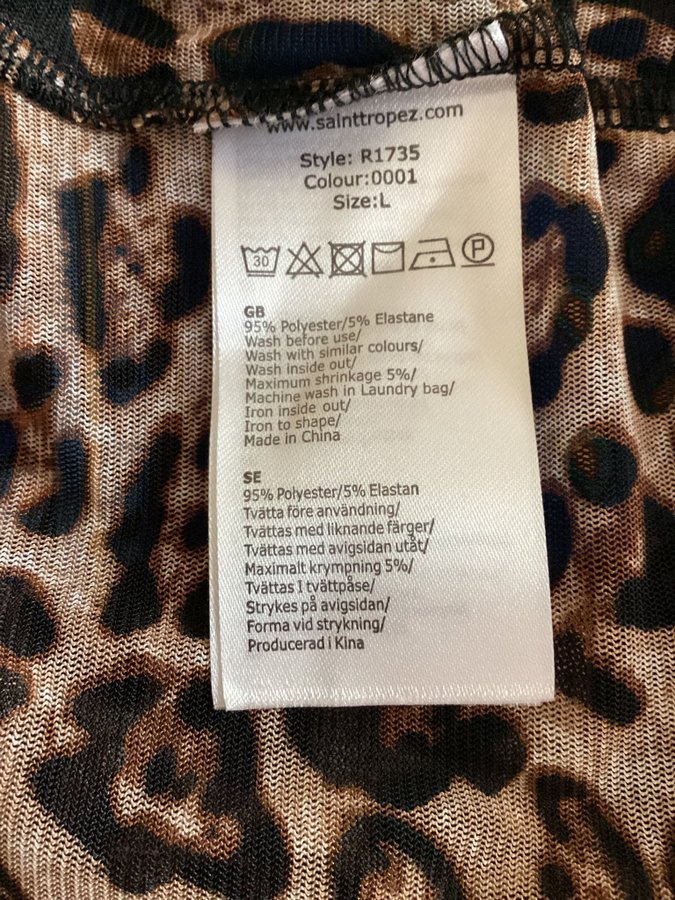 www.sainttropez.com
Style: R1735
Colour:0001
Size:L
30 P
GB
95% Polyester/5% Elastane
Wash before use/
Wash with similar colours/
Wash inside out/
Maximum shrinkage 5%/
Machine wash in Laundry bag/
Iron inside out/
Iron to shape/
Made in China
SE
95% Polyester/5% Elastan
Tvätta före användning/
Tvättas med liknande färger/
Tvättas med avigsidan utåt/
Maximalt krympning 5%/
Tvättas I tvättpåse/
Strykes på avigsidan/
Forma vid strykning/
Producerad i Kina